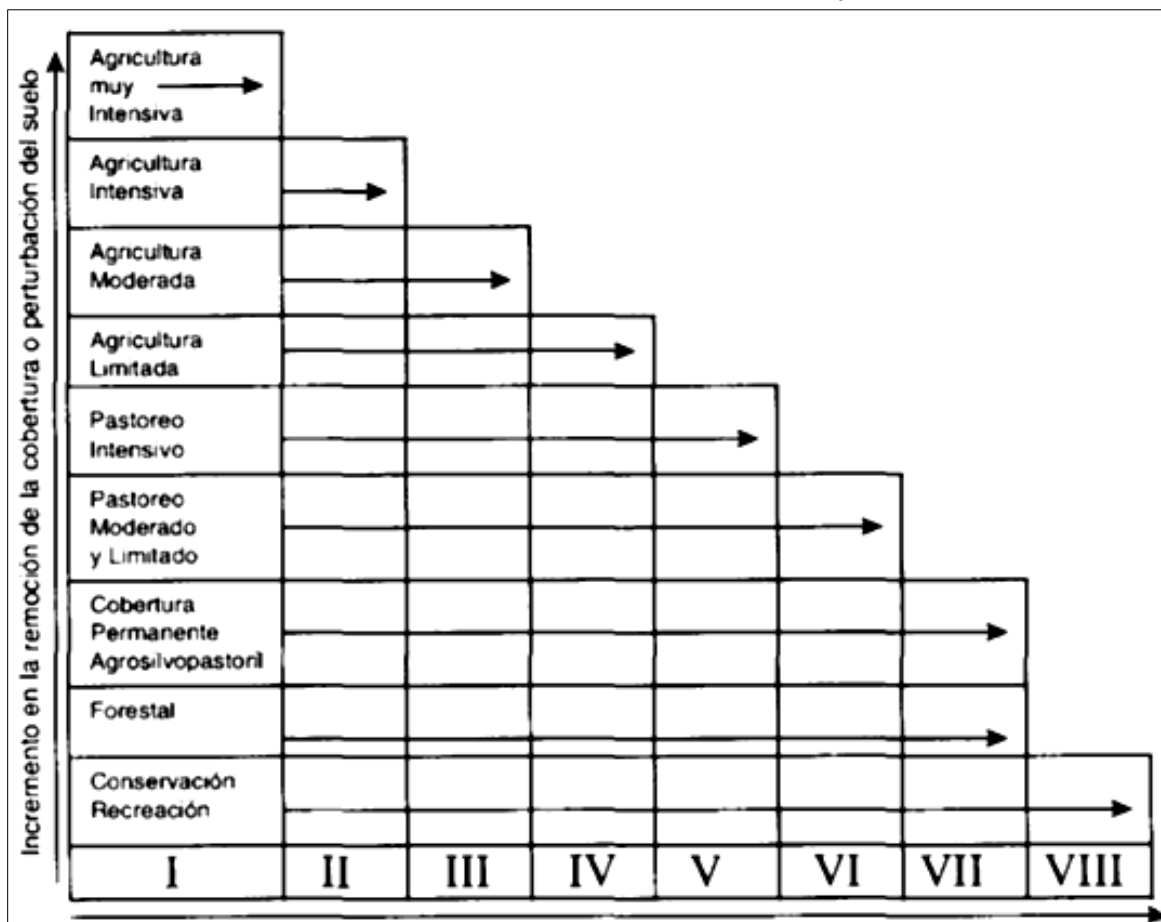 Incremento en la remoción de la cobertura o perturbación del suelo
Agricultura
muy
Intensiva
Agricultura
Intensiva
Agricultura
Moderada
Agricultura
Limitada
Pastoreo
Intensivo
Pastoreo
Moderado
y Limitado
Cobertura
Permanente
Agrosilvopastoril
Forestal
Conservación
Recreación
I II III IV V VI VII VIII